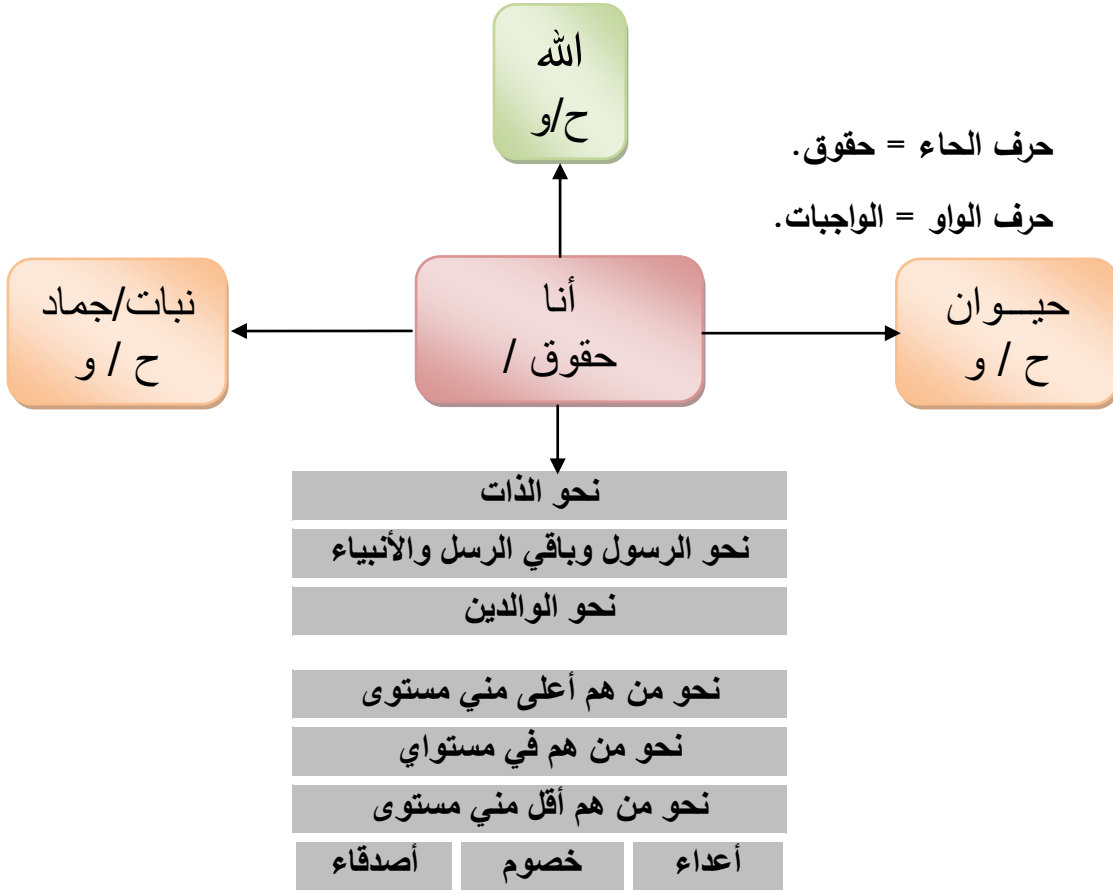 الله
ح/و
حرف الحاء = حقوق.
حرف الواو = الواجبات.
حيـــوان
ح / و
أنا
حقوق /
نبات/جماد
ح / و
نحو الذات
نحو الرسول وباقي الرسل والأنبياء
نحو الوالدين
نحو من هم أعلى مني مستوى
نحو من هم في مستواي
نحو من هم أقل مني مستوى
أعداء
خصوم
أصدقاء